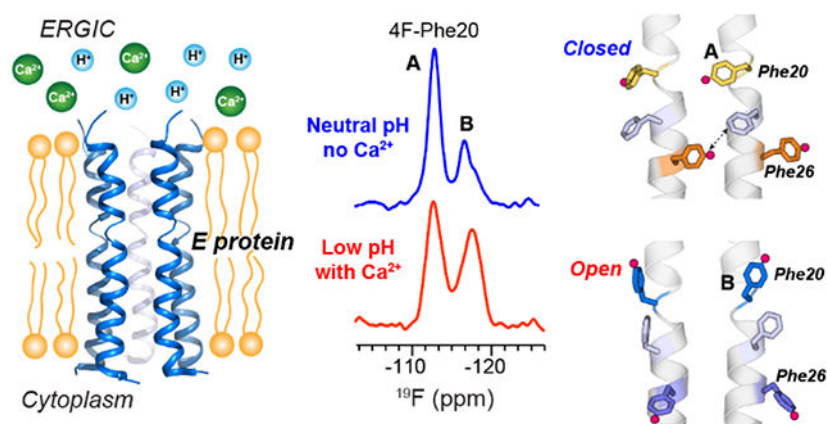 ERGIC
Ca²⁺
H⁺
Ca²⁺
H⁺
H⁺
Ca²⁺
H⁺
H⁺
Ca²⁺
E protein
Cytoplasm
4F-Phe20
A
B
Neutral pH
no Ca²⁺
Low pH
with Ca²⁺
-110
-120
¹⁹F (ppm)
Closed
A
Phe20
Phe26
Open
B
Phe20
Phe26